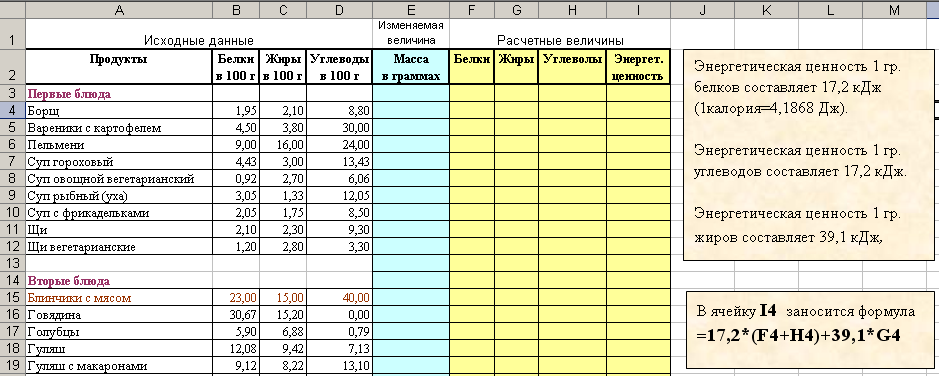 A B C D E F G H I J K L M
1 Исходные данные Изменяемая величина Расчетные величины
2 Продукты Белки в 100 г Жиры в 100 г Углеводы в 100 г Масса в граммах Белки Жиры Углеволы Энергет. ценность
3 Первые блюда
4 Борщ 1,95 2,10 8,80
5 Вареники с картофелем 4,50 3,80 30,00
6 Пельмени 9,00 16,00 24,00
7 Суп гороховый 4,43 3,00 13,43
8 Суп овощной вегетарианский 0,92 2,70 6,06
9 Суп рыбный (уха) 3,05 1,33 12,05
10 Суп с фрикадельками 2,05 1,75 8,50
11 Щи 2,10 2,30 9,30
12 Щи вегетарианские 1,20 2,80 3,30
13
14 Вторые блюда
15 Блинчики с мясом 23,00 15,00 40,00
16 Говядина 30,67 15,20 0,00
17 Голубцы 5,90 6,88 0,79
18 Гуляш 12,08 9,42 7,13
19 Гуляш с макаронами 9,12 8,22 13,10
Энергетическая ценность 1 гр.
белков составляет 17,2 кДж
(1калория=4,1868 Дж).
Энергетическая ценность 1 гр.
углеводов составляет 17,2 кДж.
Энергетическая ценность 1 гр.
жиров составляет 39,1 кДж,
В ячейку I4 заносится формула
=17,2*(F4+H4)+39,1*G4